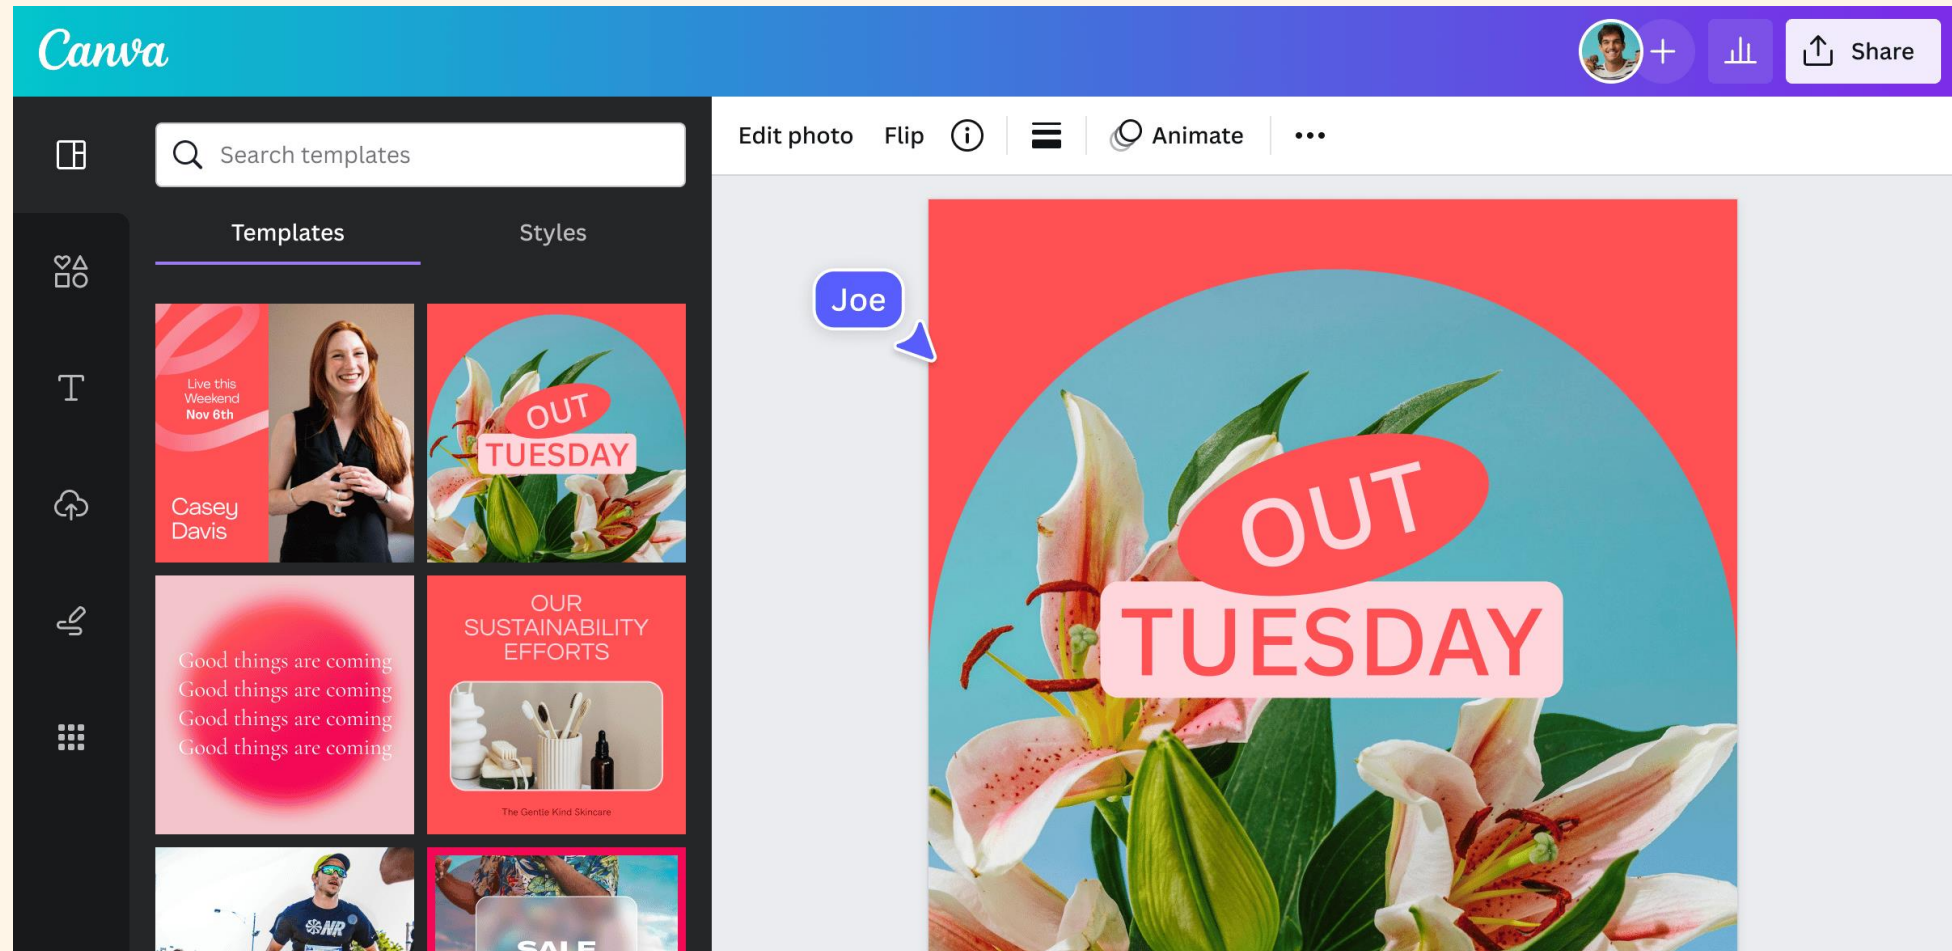 Canva
Share
Search templates
Templates
Styles
Edit photo
Flip
Animate
Live this
Weekend
Nov 6th
Casey
Davis
OUT
TUESDAY
Good things are coming
Good things are coming
Good things are coming
Good things are coming
OUR
SUSTAINABILITY
EFFORTS
The Gentle Kind Skincare
NR
SALE
Joe
OUT
TUESDAY